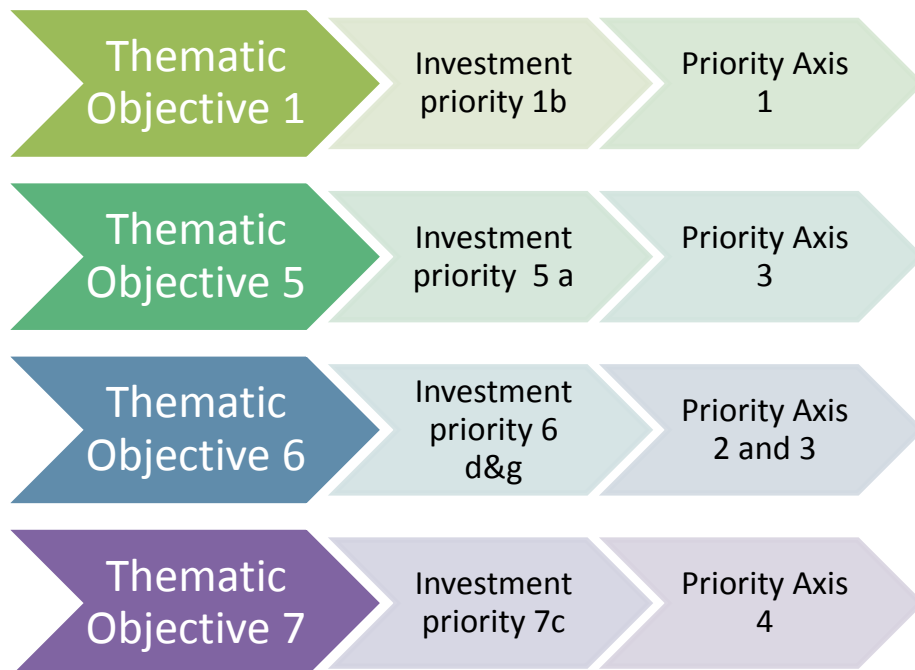 Thematic
Objective 1
Investment
priority 1b
Priority Axis
1
Thematic
Objective 5
Investment
priority 5 a
Priority Axis
3
Thematic
Objective 6
Investment
priority 6
d&g
Priority Axis
2 and 3
Thematic
Objective 7
Investment
priority 7c
Priority Axis
4